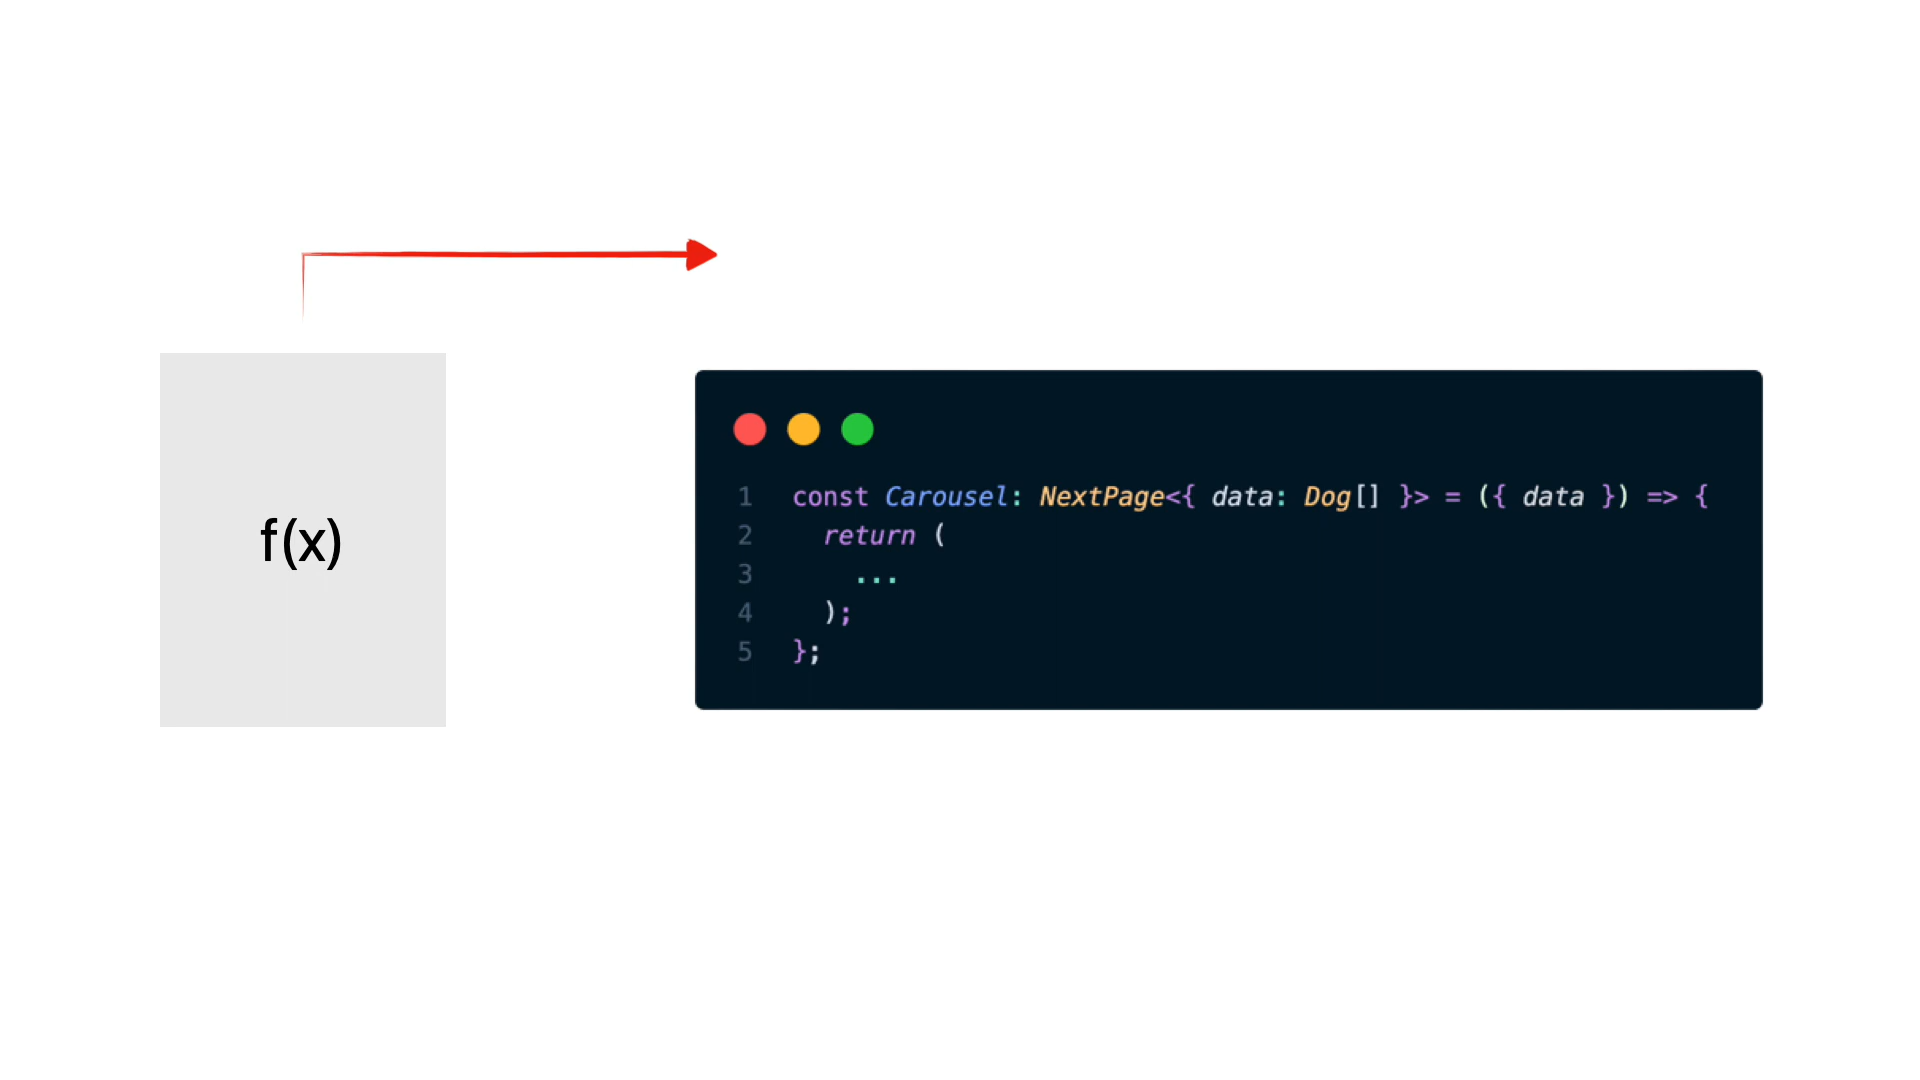 f(x)
1 const Carousel: NextPage<{ data: Dog[] }> = ({ data }) => {
2 return (
3 ...
4 );
5 };